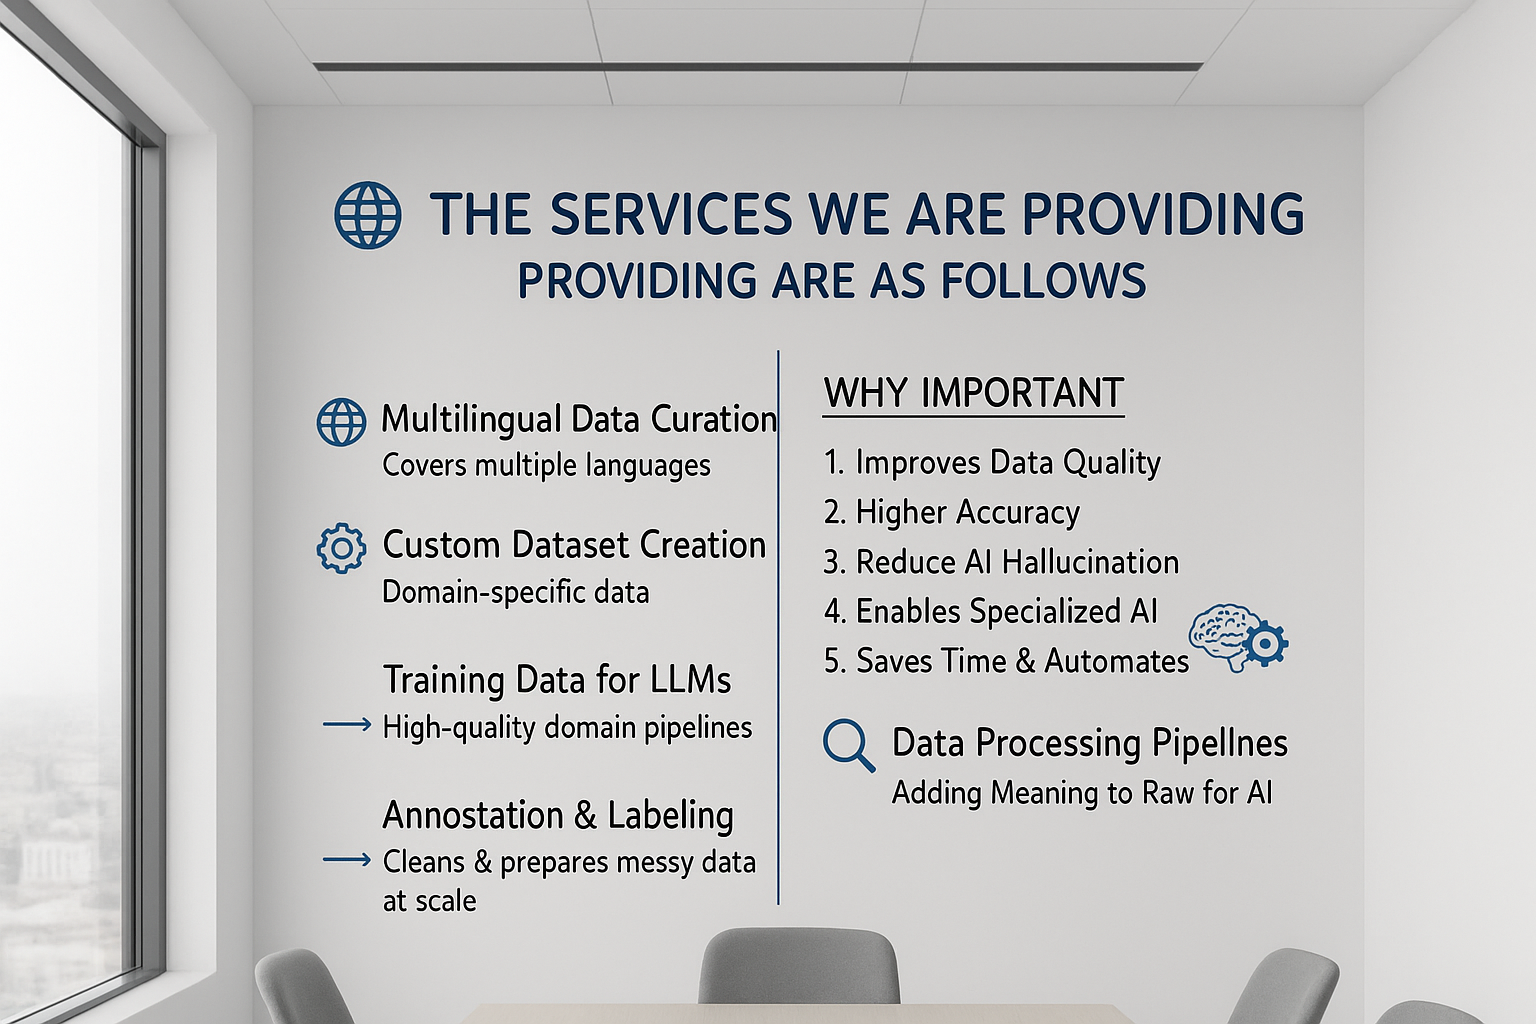 THE SERVICES WE ARE PROVIDING
PROVIDING ARE AS FOLLOWS
Multilingual Data Curation
Covers multiple languages
Custom Dataset Creation
Domain-specific data
Training Data for LLMs
High-quality domain pipelines
Annostation & Labeling
Cleans & prepares messy data
at scale
WHY IMPORTANT
1. Improves Data Quality
2. Higher Accuracy
3. Reduce AI Hallucination
4. Enables Specialized AI
5. Saves Time & Automates
Data Processing Pipellnes
Adding Meaning to Raw for AI